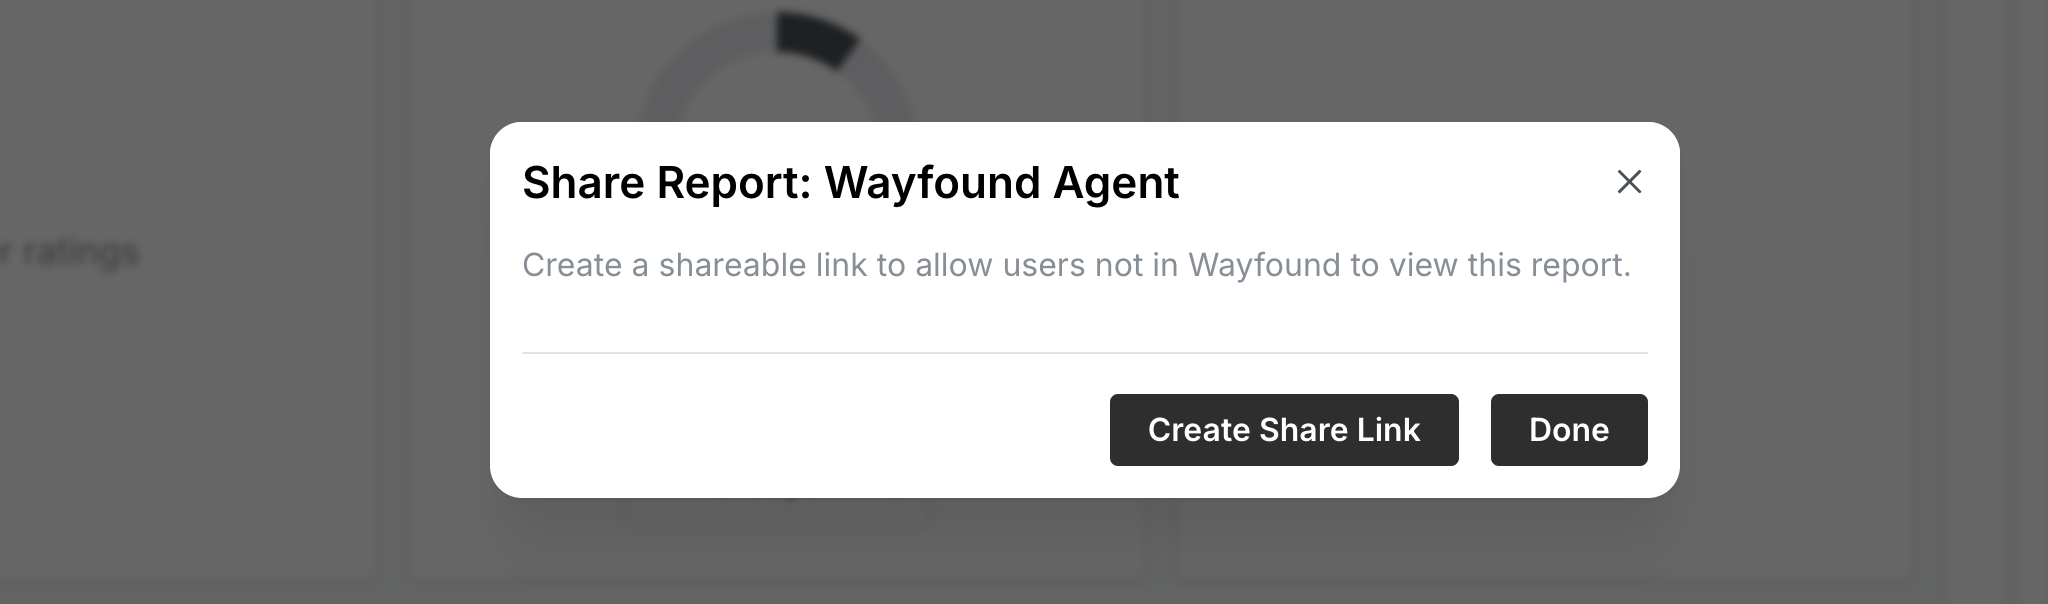 Share Report: Wayfound Agent
Create a shareable link to allow users not in Wayfound to view this report.
ratings
Create Share Link
Done